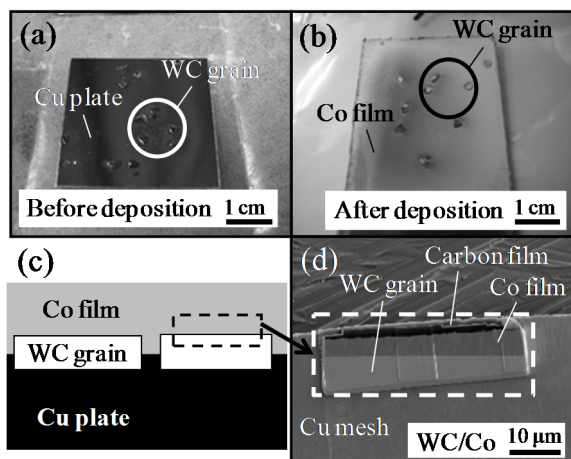 (a)
WC grain
Cu plate
Before deposition
1 cm
(b)
WC grain
Co film
After deposition
1 cm
(c)
Co film
WC grain
Cu plate
(d)
Carbon film
WC grain
Co film
Cu mesh
WC/Co
10 μm